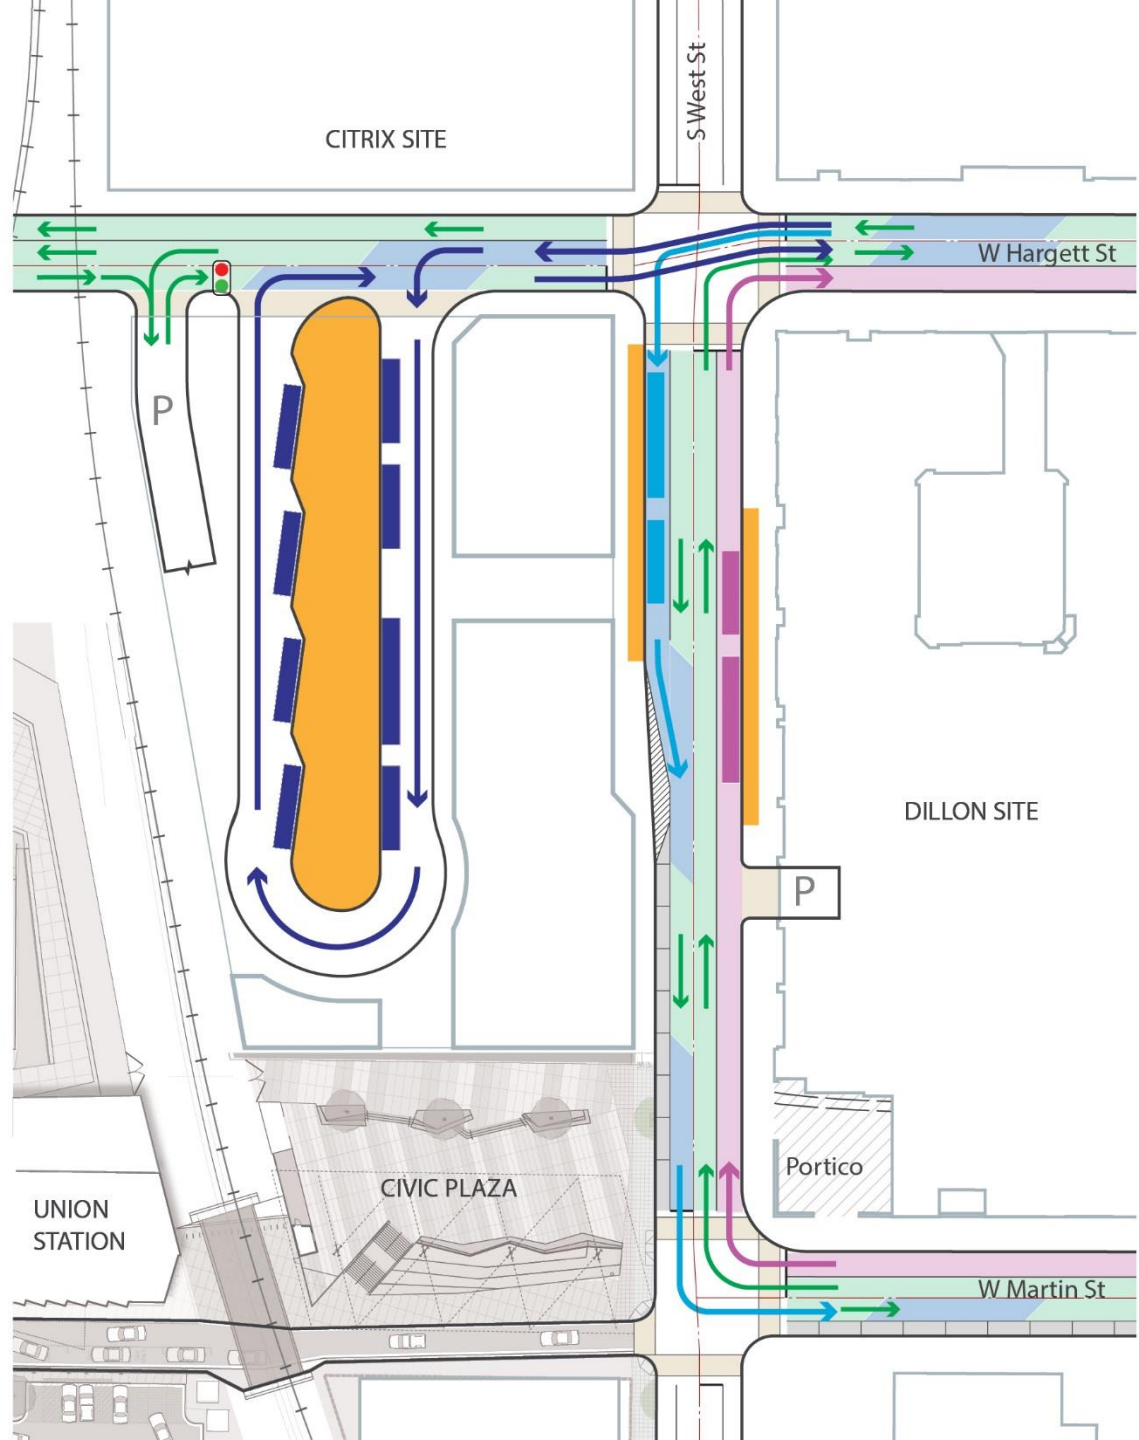 S West St
CITRIX SITE
W Hargett St
P
DILLON SITE
P
Portico
CIVIC PLAZA
UNION
STATION
W Martin St